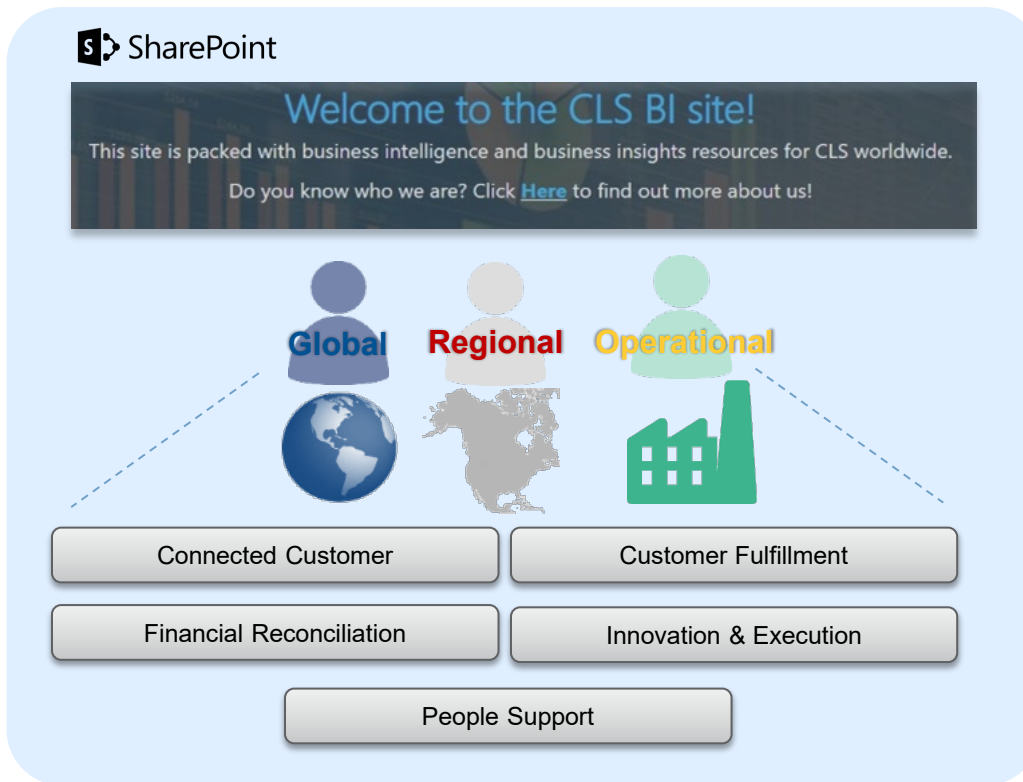 SharePoint
Welcome to the CLS BI site!
This site is packed with business intelligence and business insights resources for CLS worldwide.
Do you know who we are? Click Here to find out more about us!
Global Regional Operational
Connected Customer Customer Fulfillment
Financial Reconciliation Innovation & Execution
People Support